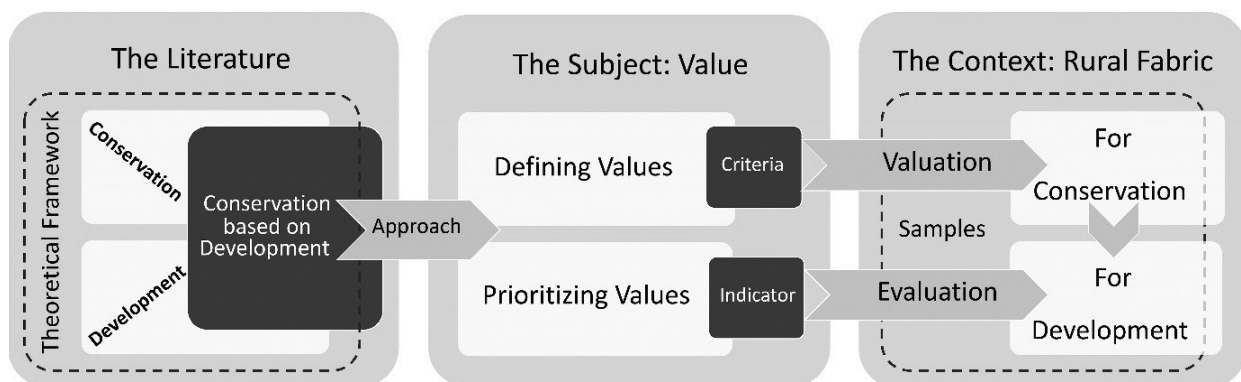 The Literature
Theoretical Framework
Conservation
Development
Conservation
based on
Development
Approach
The Subject: Value
Defining Values
Criteria
Prioritizing Values
Indicator
The Context: Rural Fabric
Valuation
Samples
Evaluation
For
Conservation
For
Development